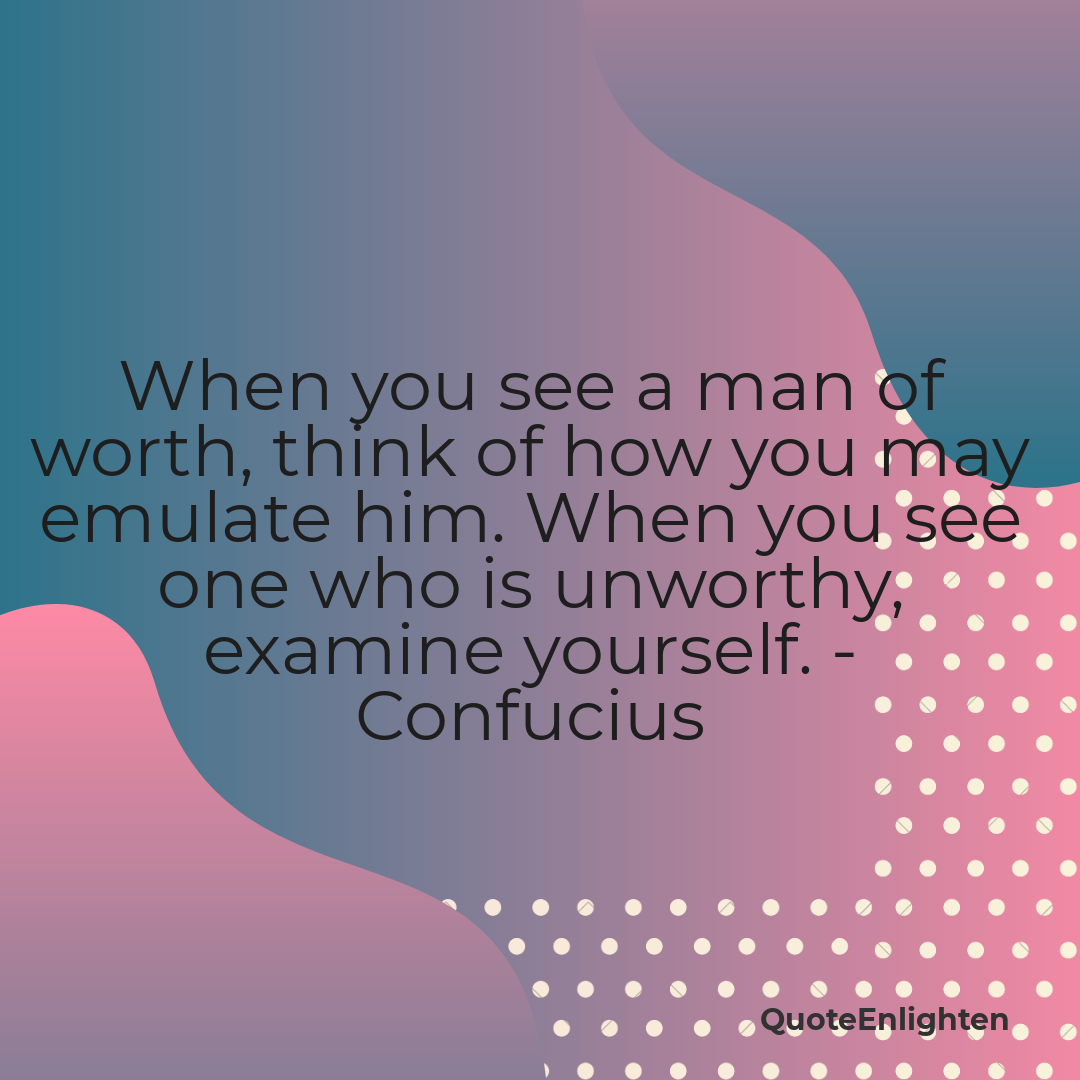 When you see a man of
worth, think of how you may
emulate him. When you see
one who is unworthy,
examine yourself. -
Confucius
QuoteEnlighten